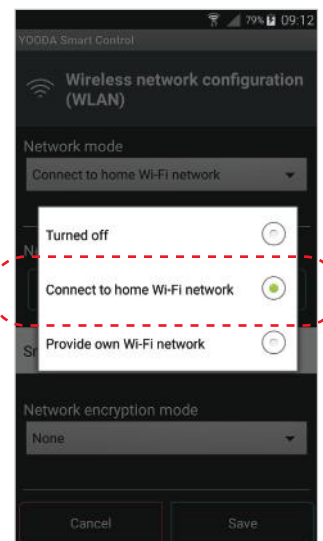 79% 09:12
YOODA Smart Control
Wireless network configuration
(WLAN)
Network mode
Connect to home Wi-Fi network
Turned off
Connect to home Wi-Fi network
Provide own Wi-Fi network
Network encryption mode
None
Cancel Save